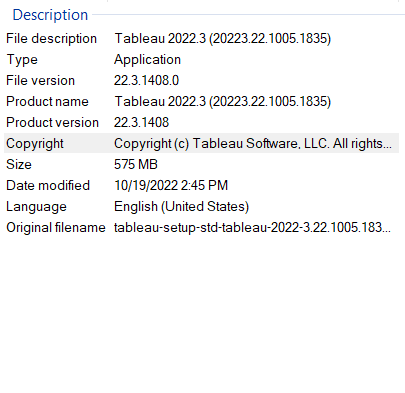 Description
File description Tableau 2022.3 (20223.22.1005.1835)
Type Application
File version 22.3.1408.0
Product name Tableau 2022.3 (20223.22.1005.1835)
Product version 22.3.1408
Copyright Copyright (c) Tableau Software, LLC. All rights...
Size 575 MB
Date modified 10/19/2022 2:45 PM
Language English (United States)
Original filename tableau-setup-std-tableau-2022-3.22.1005.183...